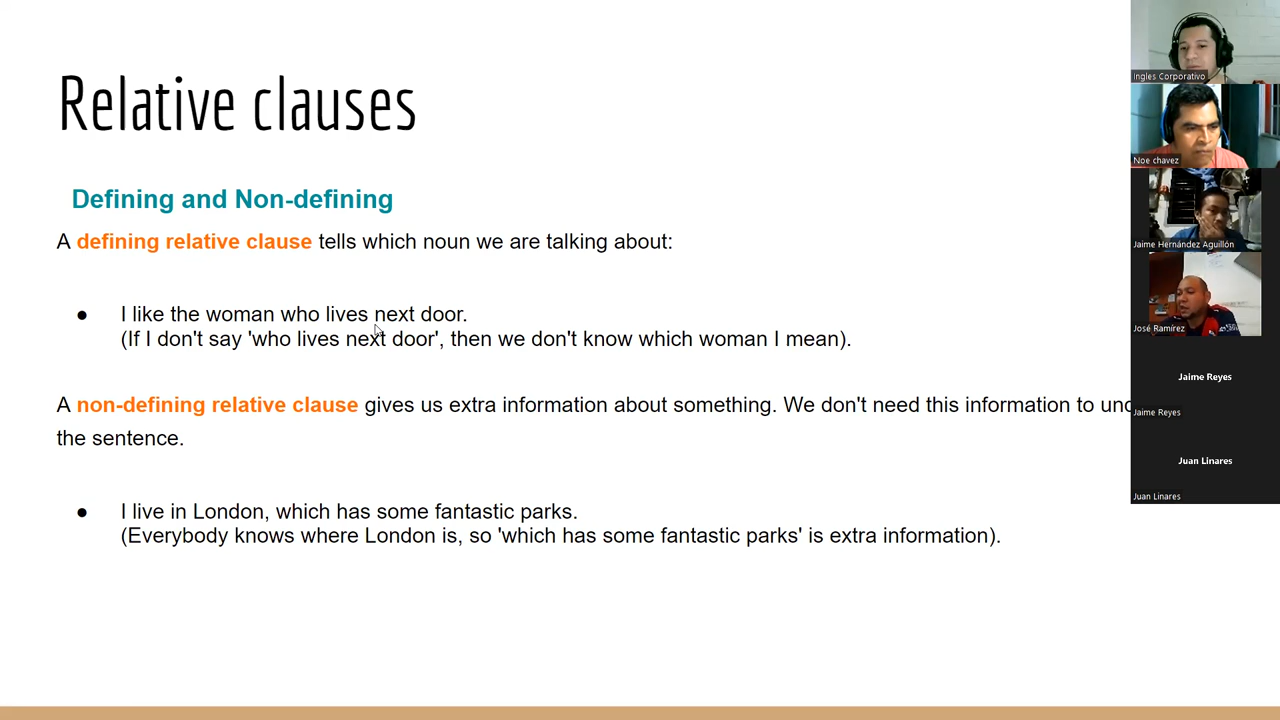 Relative clauses
Defining and Non-defining
A defining relative clause tells which noun we are talking about:
● I like the woman who lives next door.
(If I don't say 'who lives next door', then we don't know which woman I mean).
A non-defining relative clause gives us extra information about something. We don't need this information to
the sentence.
● I live in London, which has some fantastic parks.
(Everybody knows where London is, so 'which has some fantastic parks' is extra information).
Ingles Corporativo
Noe chavez
Jaime Hernández Aguillón
José Ramírez
Jaime Reyes
Jaime Reyes
Juan Linares
Juan Linares